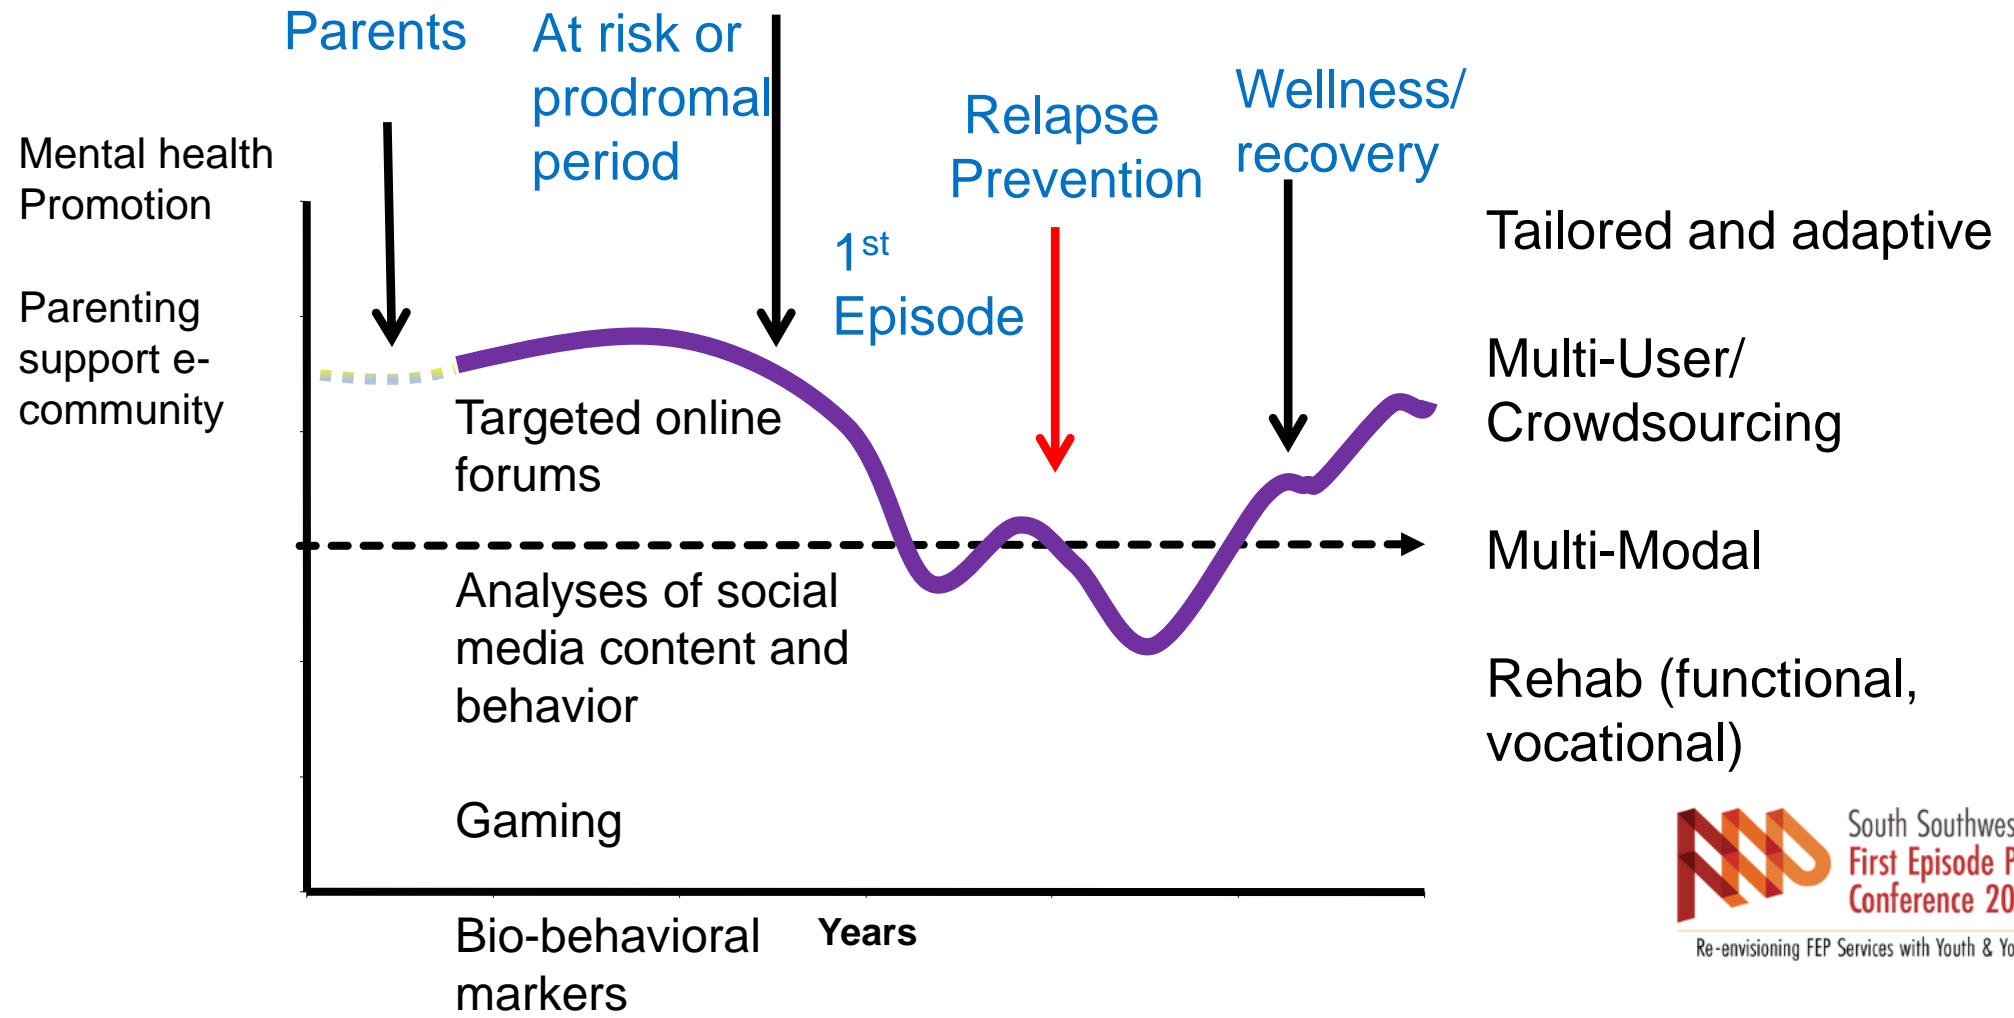 Parents
At risk or
prodromal
period
Relapse
Prevention
Wellness/
recovery
1st
Episode
Mental health
Promotion
Parenting
support e-
community
Targeted online
forums
Analyses of social
media content and
behavior
Gaming
Bio-behavioral
markers
Years
Tailored and adaptive
Multi-User/
Crowdsourcing
Multi-Modal
Rehab (functional,
vocational)
South Southwes
First Episode P
Conference 20
Re-envisioning FEP Services with Youth & Yo